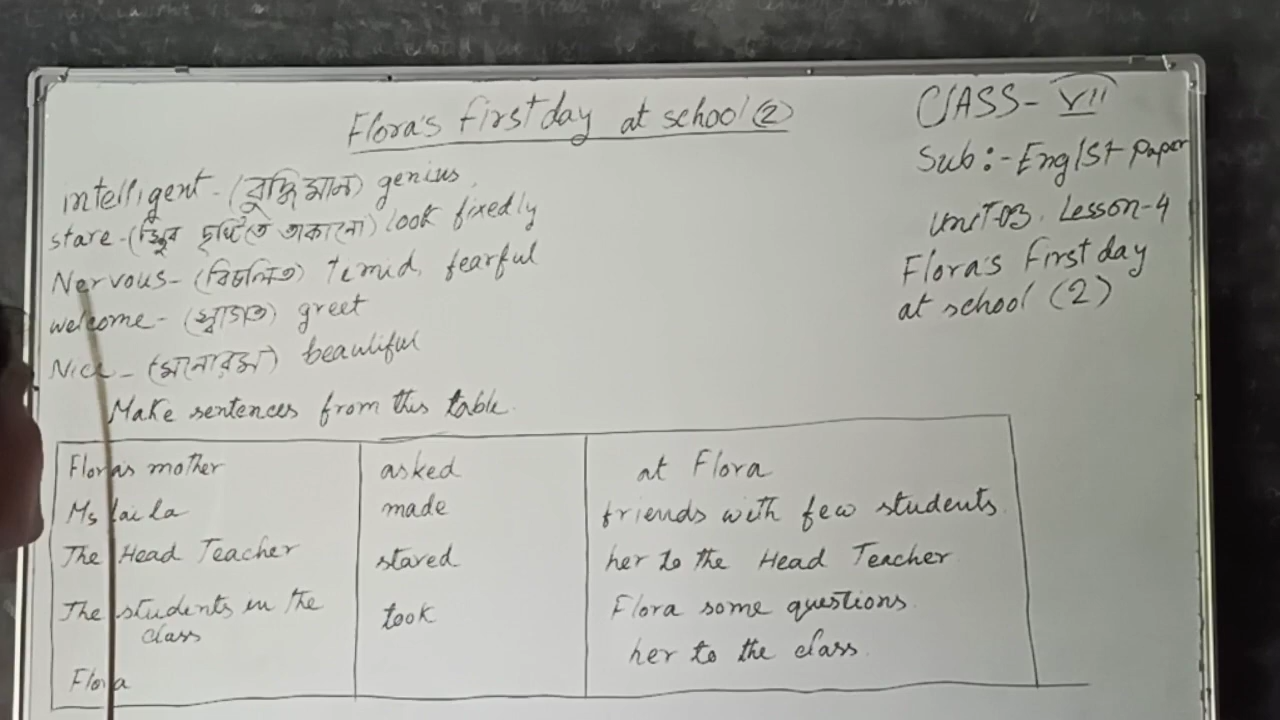 Flora's first day at school (2)
CLASS- VII
Sub:- Eng 1st paper
Unit-03. Lesson-4
Flora's First day
at school (2)
intelligent - (বুদ্ধিমান) genius
stare - (স্থির দৃষ্টিতে তাকানো) look fixedly
Nervous - (বিচলিত) temid, fearful
welcome - (স্বাগত) greet
Nice - (মনোরম) beautiful
Make sentences from this table.
Flora's mother asked at Flora
Ms Laila made friends with few students.
The Head Teacher stared her to the Head Teacher
The students in the class took Flora some questions.
her to the class.
Flora